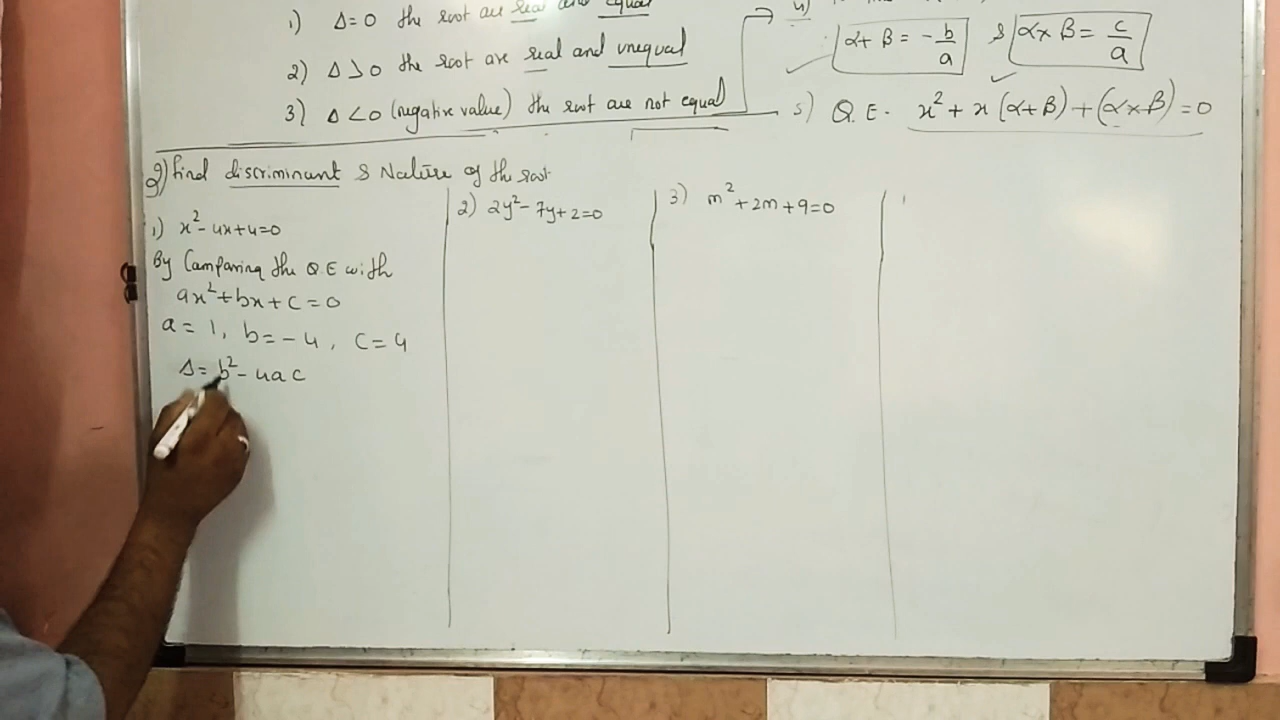 1) Δ=0 the root are real and equal
2) Δ>0 the root are real and unequal
3) Δ<0 (negative value) the root are not equal
4)
α+β = -b/a & α×β = c/a
5) Q.E. x²+x(α+β)+(α×β)=0
Q) find discriminant & Nature of the root
1) x²-4x+4=0
By Comparing the Q.E with
ax²+bx+c=0
a=1, b=-4, c=4
Δ=b²-4ac
2) 2y²-7y+2=0
3) m²+2m+9=0